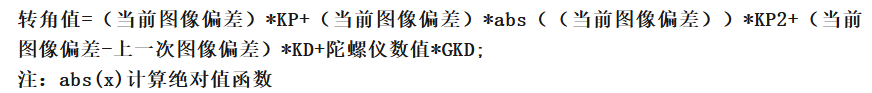 转角值=（当前图像偏差）*KP+（当前图像偏差）*abs（（当前图像偏差））*KP2+（当前
图像偏差-上一次图像偏差）*KD+陀螺仪数值*GKD;
注：abs(x)计算绝对值函数